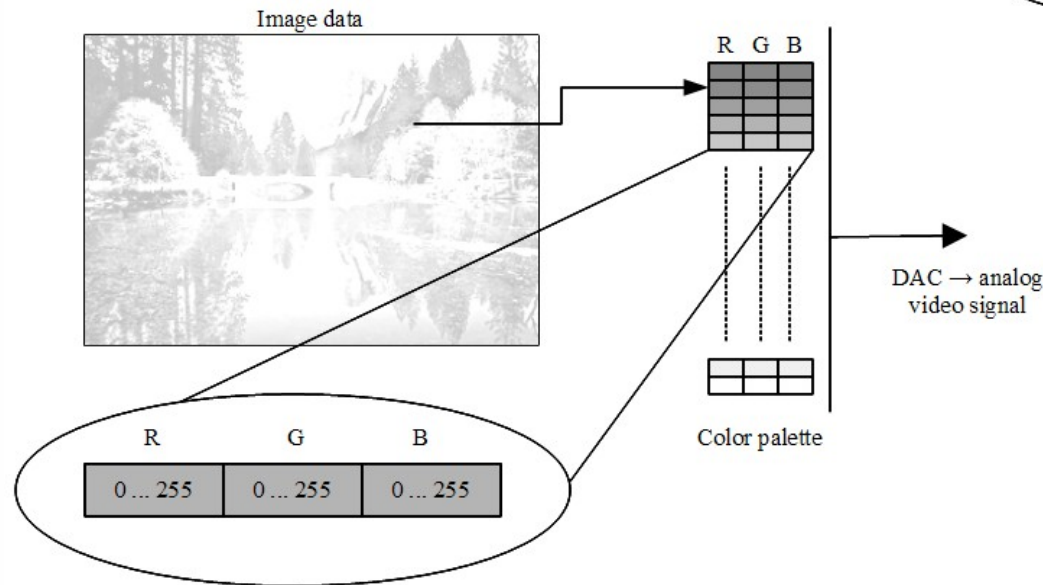 Image data
R G B
DAC → analog
video signal
Color palette
R G B
0 ... 255 0 ... 255 0 ... 255